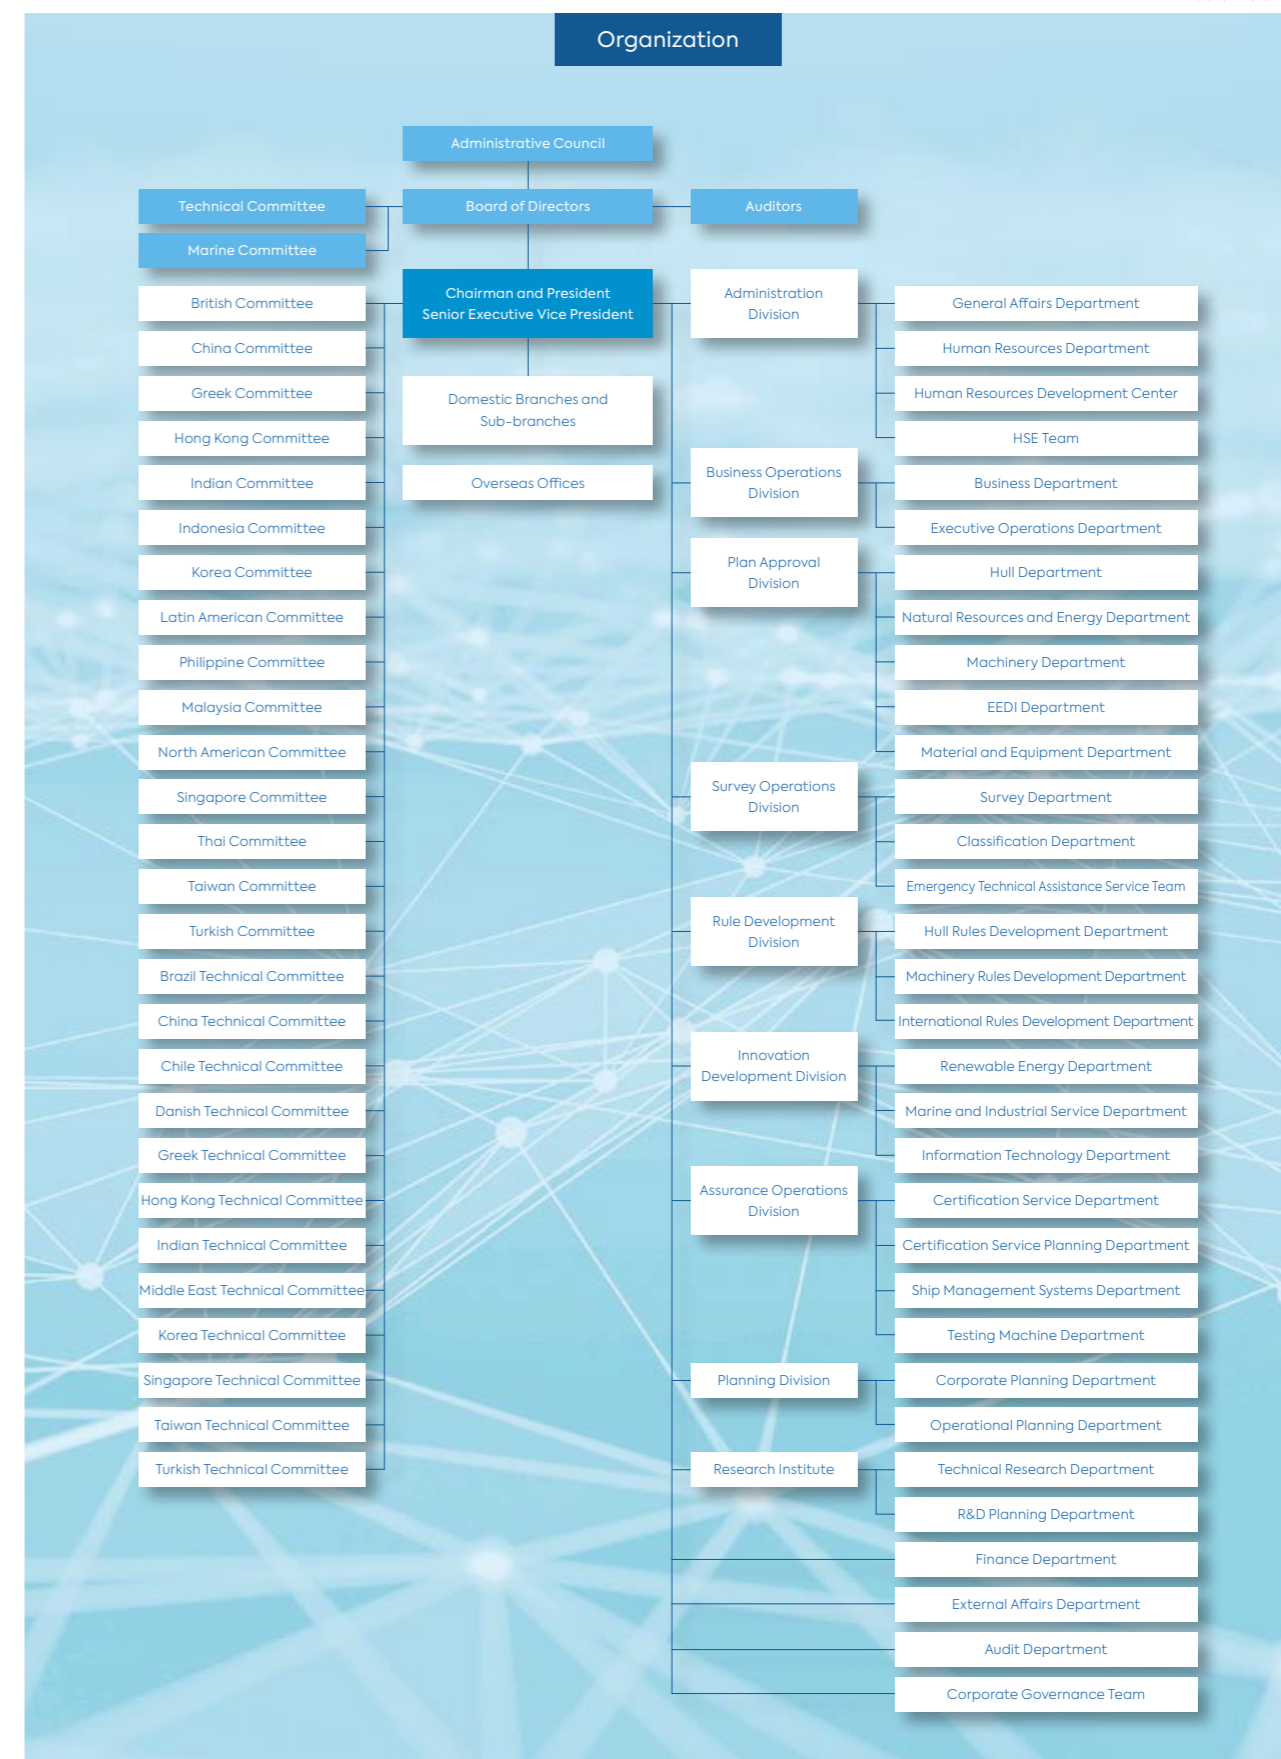 Organization
Administrative Council
Technical Committee
Board of Directors
Auditors
Marine Committee
British Committee
China Committee
Greek Committee
Hong Kong Committee
Indian Committee
Indonesia Committee
Korea Committee
Latin American Committee
Philippine Committee
Malaysia Committee
North American Committee
Singapore Committee
Thai Committee
Taiwan Committee
Turkish Committee
Brazil Technical Committee
China Technical Committee
Chile Technical Committee
Danish Technical Committee
Greek Technical Committee
Hong Kong Technical Committee
Indian Technical Committee
Middle East Technical Committee
Korea Technical Committee
Singapore Technical Committee
Taiwan Technical Committee
Turkish Technical Committee
Chairman and President
Senior Executive Vice President
Domestic Branches and
Sub-branches
Overseas Offices
Administration
Division
General Affairs Department
Human Resources Department
Human Resources Development Center
HSE Team
Business Operations
Division
Business Department
Executive Operations Department
Plan Approval
Division
Hull Department
Natural Resources and Energy Department
Machinery Department
EEDI Department
Material and Equipment Department
Survey Operations
Division
Survey Department
Classification Department
Emergency Technical Assistance Service Team
Rule Development
Division
Hull Rules Development Department
Machinery Rules Development Department
International Rules Development Department
Innovation
Development Division
Renewable Energy Department
Marine and Industrial Service Department
Information Technology Department
Assurance Operations
Division
Certification Service Department
Certification Service Planning Department
Ship Management Systems Department
Testing Machine Department
Planning Division
Corporate Planning Department
Operational Planning Department
Research Institute
Technical Research Department
R&D Planning Department
Finance Department
External Affairs Department
Audit Department
Corporate Governance Team